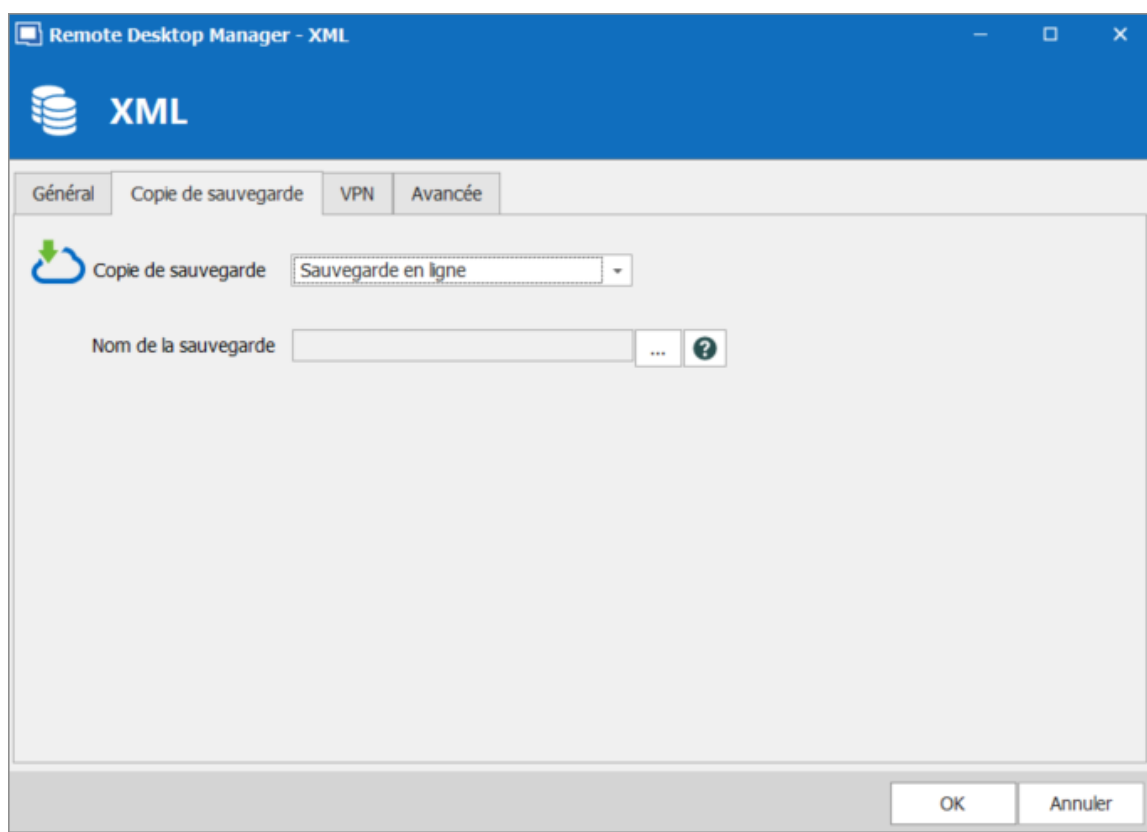 Remote Desktop Manager - XML
XML
Général Copie de sauvegarde VPN Avancée
Copie de sauvegarde Sauvegarde en ligne
Nom de la sauvegarde ... ?
OK Annuler